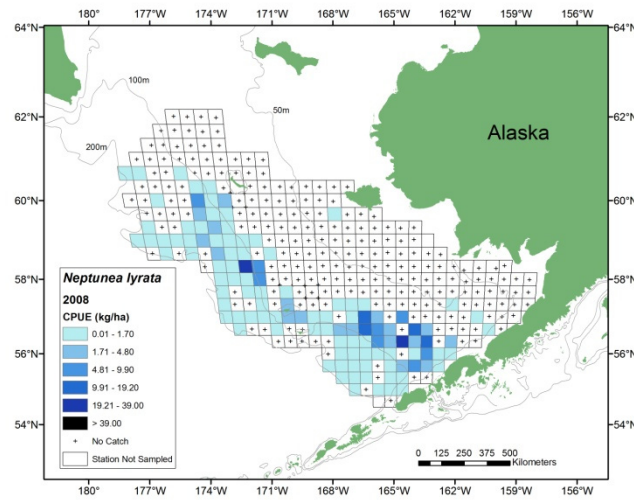 180° 177°W 174°W 171°W 168°W 165°W 162°W 159°W 156°W
64°N 64°N
100m
50m
62°N 62°N
200m
Alaska
60°N 60°N
58°N 58°N
Neptunea lyrata
2008
CPUE (kg/ha)
0.01 - 1.70
1.71 - 4.80
4.81 - 9.90
9.91 - 19.20
19.21 - 39.00
> 39.00
+ No Catch
Station Not Sampled
56°N 56°N
54°N 54°N
0 125 250 375 500
Kilometers
180° 177°W 174°W 171°W 168°W 165°W 162°W 159°W 156°W